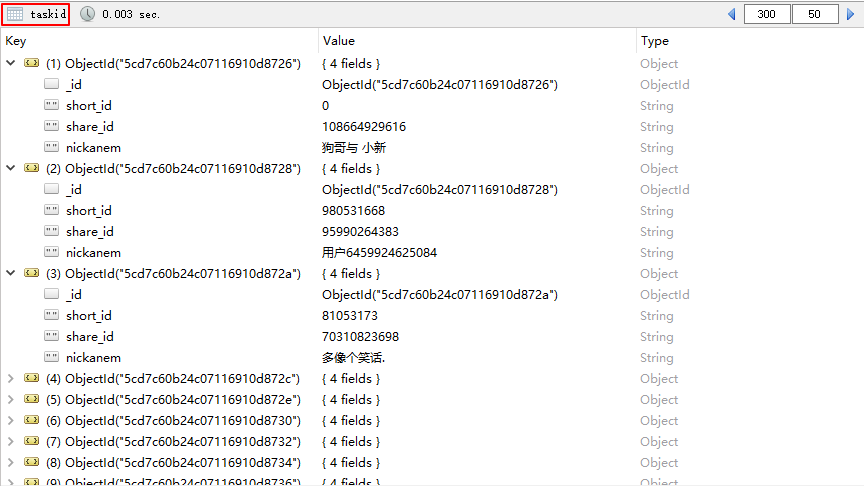 taskid 0.003 sec. 300 50
Key Value Type
(1) ObjectId("5cd7c60b24c07116910d8726") { 4 fields } Object
_id ObjectId("5cd7c60b24c07116910d8726") ObjectId
short_id 0 String
share_id 108664929616 String
nickanem 狗哥与 小新 String
(2) ObjectId("5cd7c60b24c07116910d8728") { 4 fields } Object
_id ObjectId("5cd7c60b24c07116910d8728") ObjectId
short_id 980531668 String
share_id 95990264383 String
nickanem 用户6459924625084 String
(3) ObjectId("5cd7c60b24c07116910d872a") { 4 fields } Object
_id ObjectId("5cd7c60b24c07116910d872a") ObjectId
short_id 81053173 String
share_id 70310823698 String
nickanem 多像个笑话. String
(4) ObjectId("5cd7c60b24c07116910d872c") { 4 fields } Object
(5) ObjectId("5cd7c60b24c07116910d872e") { 4 fields } Object
(6) ObjectId("5cd7c60b24c07116910d8730") { 4 fields } Object
(7) ObjectId("5cd7c60b24c07116910d8732") { 4 fields } Object
(8) ObjectId("5cd7c60b24c07116910d8734") { 4 fields } Object
(9) ObjectId("5cd7c60b24c07116910d8736") { 4 fields } Object